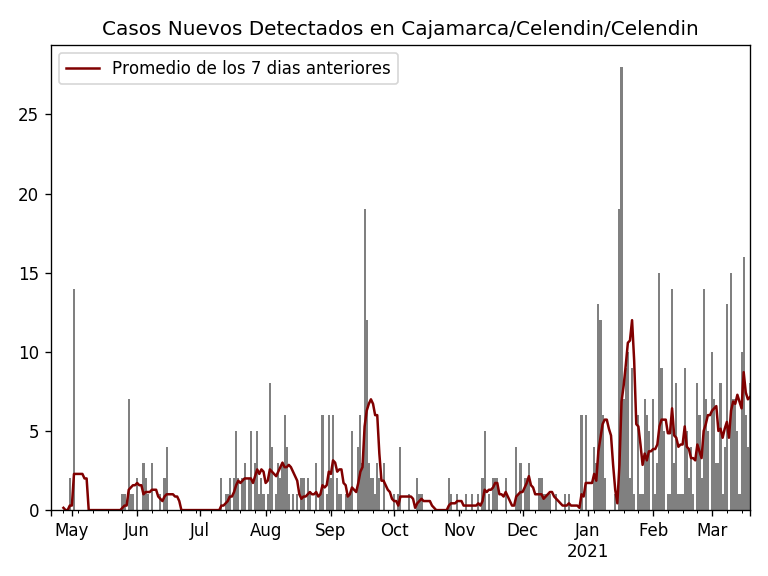 Casos Nuevos Detectados en Cajamarca/Celendin/Celendin
Promedio de los 7 dias anteriores
25
20
15
10
5
0
May Jun Jul Aug Sep Oct Nov Dec Jan Feb Mar
2021